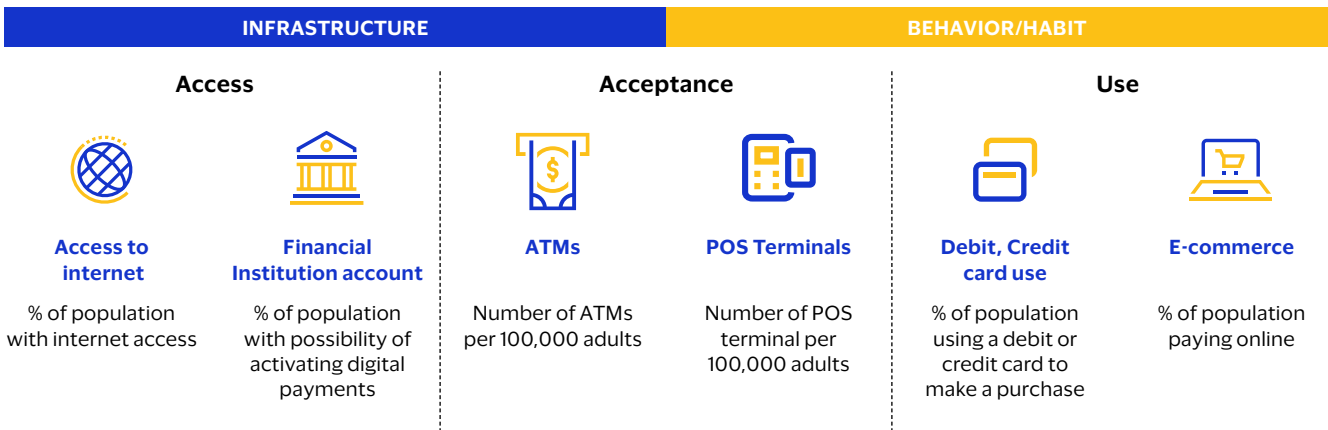 INFRASTRUCTURE
BEHAVIOR/HABIT
Access
Acceptance
Use
Access to
internet
% of population
with internet access
Financial
Institution account
% of population
with possibility of
activating digital
payments
$
ATMs
Number of ATMs
per 100,000 adults
POS Terminals
Number of POS
terminal per
100,000 adults
Debit, Credit
card use
% of population
using a debit or
credit card to
make a purchase
E-commerce
% of population
paying online